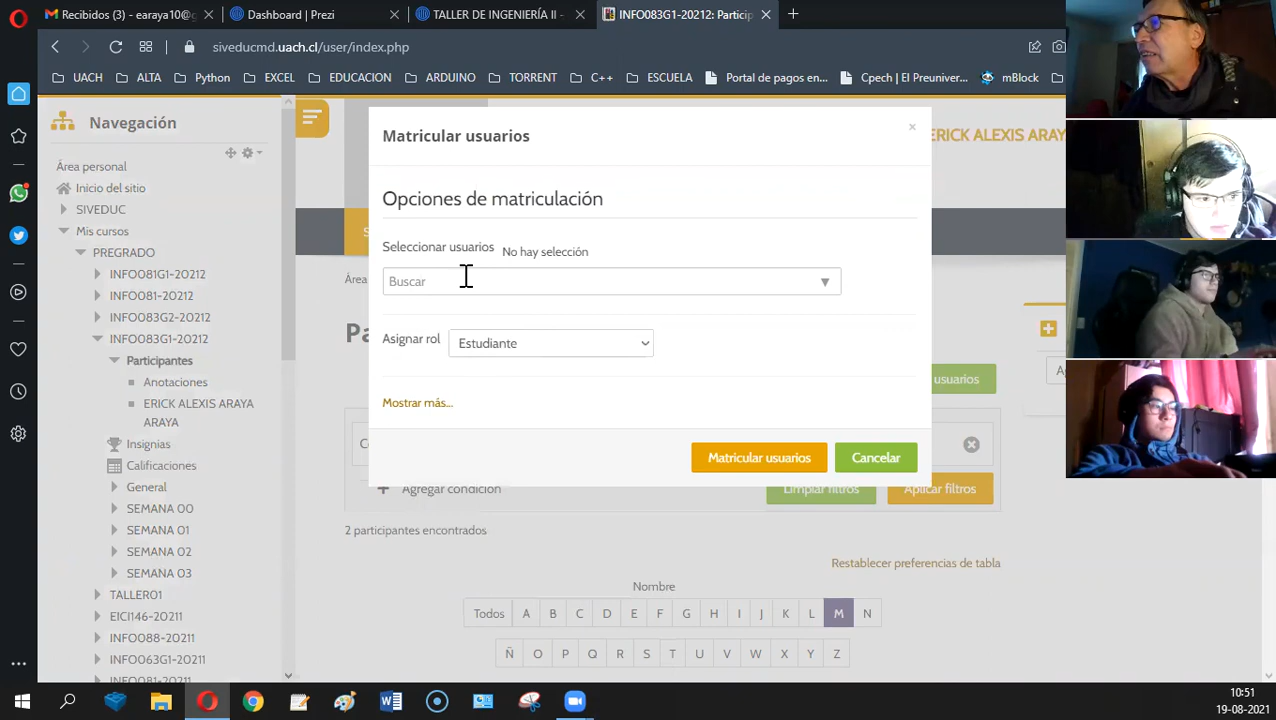 Recibidos (3) - earaya10@g
Dashboard | Prezi
TALLER DE INGENIERÍA II -
INFO083G1-20212: Particip
siveducmd.uach.cl/user/index.php
UACH
ALTA
Python
EXCEL
EDUCACION
ARDUINO
TORRENT
C++
ESCUELA
Portal de pagos en...
Cpech | El Preuniver...
mBlock
Navegación
Área personal
Inicio del sitio
SIVEDUC
Mis cursos
PREGRADO
INFO081G1-20212
INFO081-20212
INFO083G2-20212
INFO083G1-20212
Participantes
Anotaciones
ERICK ALEXIS ARAYA
ARAYA
Insignias
Calificaciones
General
SEMANA 00
SEMANA 01
SEMANA 02
SEMANA 03
TALLER01
EICI146-20211
INFO088-20211
INFO063G1-20211
INFO081-20211
ERICK ALEXIS ARAYA
Matricular usuarios
×
Opciones de matriculación
Seleccionar usuarios
No hay selección
Buscar
Asignar rol
Estudiante
Mostrar más...
Matricular usuarios
Cancelar
Área
Pa
usuarios
Agregar condición
Limpiar filtros
Aplicar filtros
2 participantes encontrados
Restablecer preferencias de tabla
Nombre
Todos A B C D E F G H I J K L M N
Ñ O P Q R S T U V W X Y Z
10:51
19-08-2021